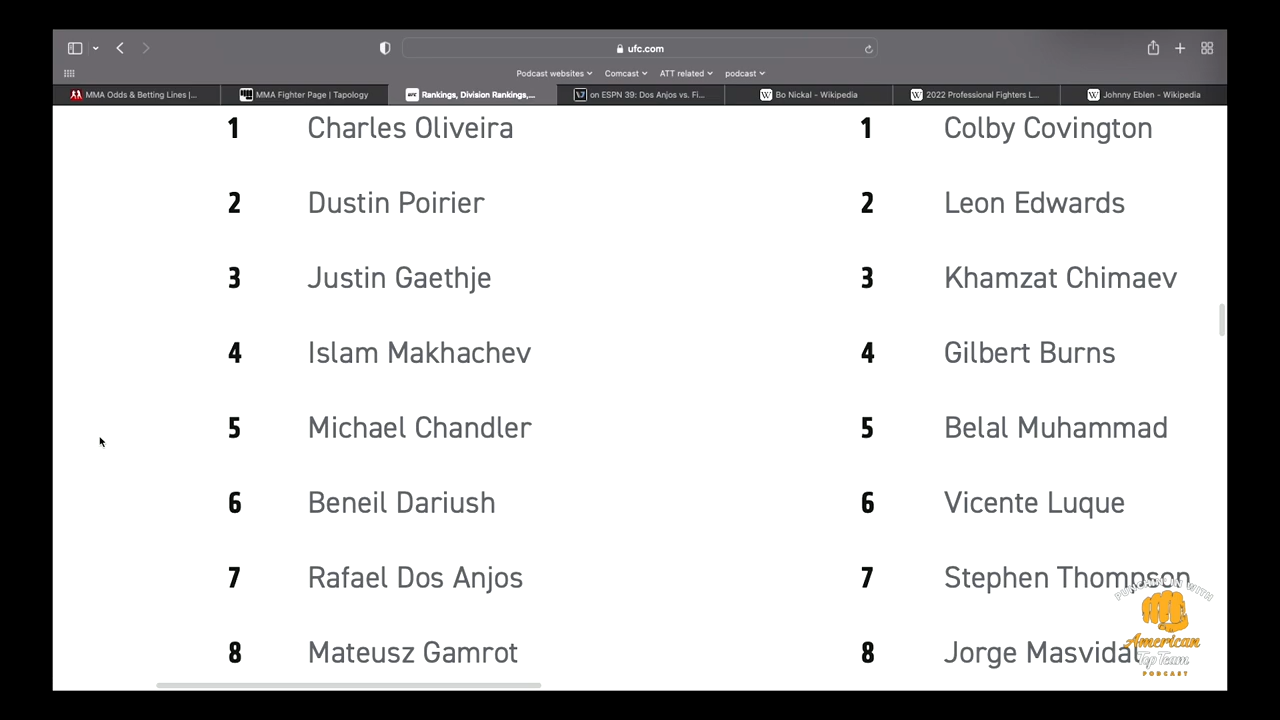 ufc.com
Podcast websites
Comcast
ATT related
podcast
MMA Odds & Betting Lines |...
MMA Fighter Page | Tapology
UFC
Rankings, Division Rankings,...
on ESPN 39: Dos Anjos vs. Fi...
W
Bo Nickal - Wikipedia
W
2022 Professional Fighters L...
W
Johnny Eblen - Wikipedia
1 Charles Oliveira
2 Dustin Poirier
3 Justin Gaethje
4 Islam Makhachev
5 Michael Chandler
6 Beneil Dariush
7 Rafael Dos Anjos
8 Mateusz Gamrot
1 Colby Covington
2 Leon Edwards
3 Khamzat Chimaev
4 Gilbert Burns
5 Belal Muhammad
6 Vicente Luque
7 Stephen Thompson
8 Jorge Masvidal
PUNCHIN' IN WITH
American
Top Team
PODCAST